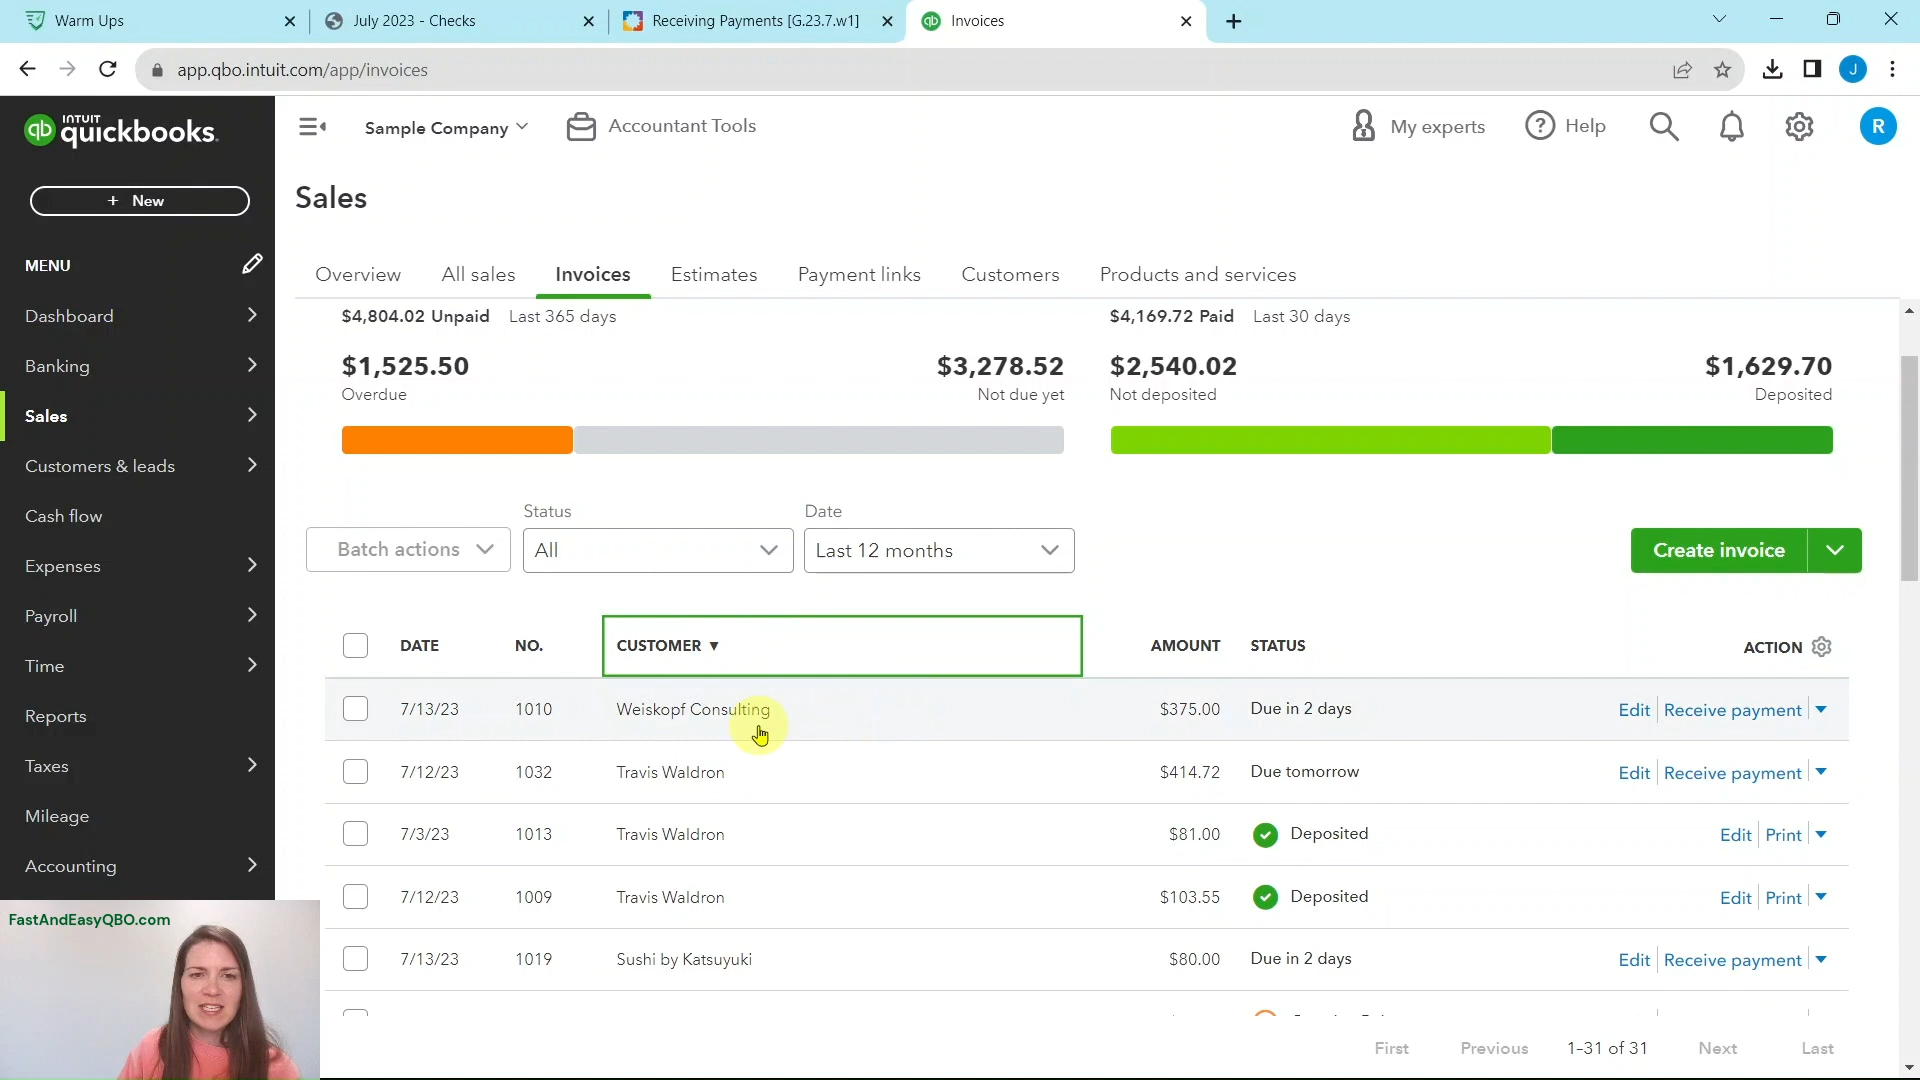 Warm Ups
July 2023 - Checks
Receiving Payments [G.23.7.w1]
Invoices
app.qbo.intuit.com/app/invoices
J
INTUIT
qb quickbooks.
Sample Company
Accountant Tools
My experts
Help
R
+ New
Sales
MENU
Overview
All sales
Invoices
Estimates
Payment links
Customers
Products and services
Dashboard
Banking
Sales
Customers & leads
Cash flow
Expenses
Payroll
Time
Reports
Taxes
Mileage
Accounting
$4,804.02 Unpaid Last 365 days
$4,169.72 Paid Last 30 days
$1,525.50
$3,278.52
$2,540.02
$1,629.70
Overdue
Not due yet
Not deposited
Deposited
Status
Date
Batch actions
All
Last 12 months
Create invoice
DATE NO. CUSTOMER ▼ AMOUNT STATUS ACTION
7/13/23 1010 Weiskopf Consulting $375.00 Due in 2 days Edit Receive payment
7/12/23 1032 Travis Waldron $414.72 Due tomorrow Edit Receive payment
7/3/23 1013 Travis Waldron $81.00 Deposited Edit Print
7/12/23 1009 Travis Waldron $103.55 Deposited Edit Print
7/13/23 1019 Sushi by Katsuyuki $80.00 Due in 2 days Edit Receive payment
First Previous 1-31 of 31 Next Last
FastAndEasyQBO.com